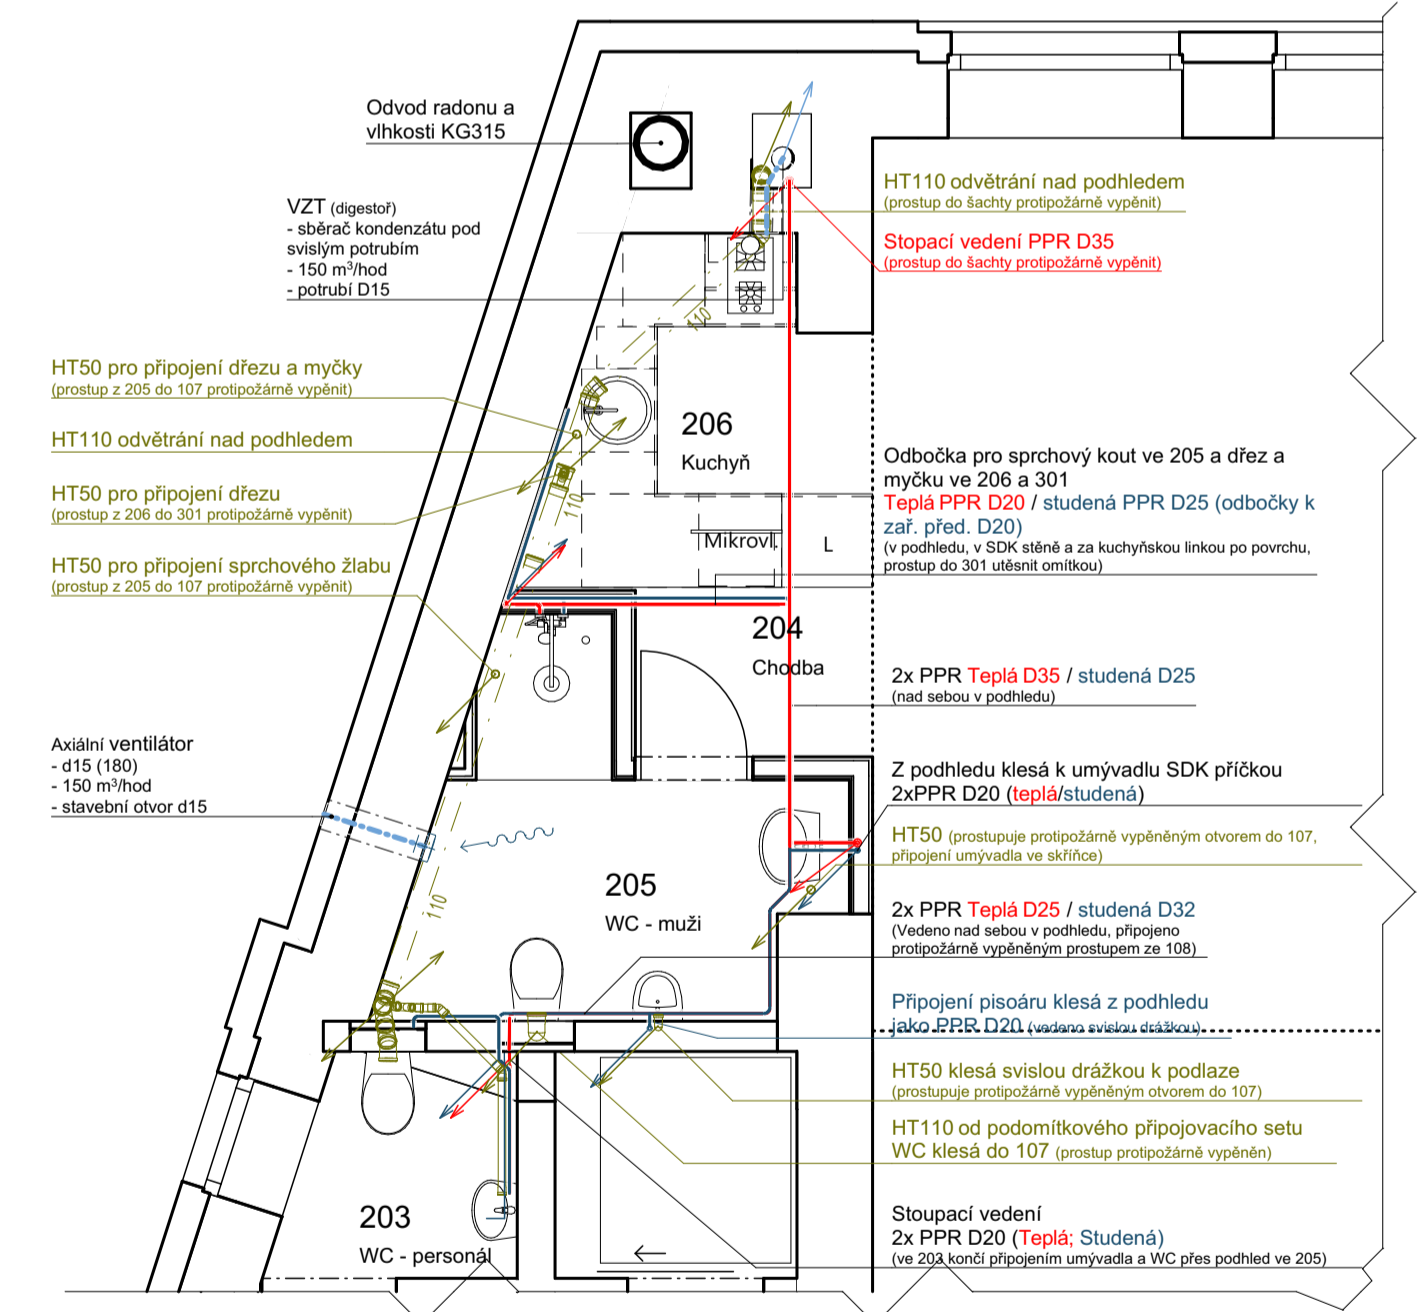 Odvod radonu a
vlhkosti KG315
VZT (digestoř)
- sběrač kondenzátu pod
svislým potrubím
- 150 m³/hod
- potrubí D15
HT50 pro připojení dřezu a myčky
(prostup z 205 do 107 protipožárně vypěnit)
HT110 odvětrání nad podhledem
HT50 pro připojení dřezu
(prostup z 206 do 301 protipožárně vypěnit)
HT50 pro připojení sprchového žlabu
(prostup z 205 do 107 protipožárně vypěnit)
Axiální ventilátor
- d15 (180)
- 150 m³/hod
- stavební otvor d15
110
206
Kuchyň
110
Mikrovl.
L
204
Chodba
205
WC - muži
110
203
WC - personál
HT110 odvětrání nad podhledem
(prostup do šachty protipožárně vypěnit)
Stopací vedení PPR D35
(prostup do šachty protipožárně vypěnit)
Odbočka pro sprchový kout ve 205 a dřez a
myčku ve 206 a 301
Teplá PPR D20 / studená PPR D25 (odbočky k
zař. před. D20)
(v podhledu, v SDK stěně a za kuchyňskou linkou po povrchu,
prostup do 301 utěsnit omítkou)
2x PPR Teplá D35 / studená D25
(nad sebou v podhledu)
Z podhledu klesá k umývadlu SDK příčkou
2xPPR D20 (teplá/studená)
HT50 (prostupuje protipožárně vypěněným otvorem do 107,
připojení umývadla ve skříňce)
2x PPR Teplá D25 / studená D32
(Vedeno nad sebou v podhledu, připojeno
protipožárně vypěněným prostupem ze 108)
Připojení pisoáru klesá z podhledu
jako PPR D20 (vedeno svislou drážkou)
HT50 klesá svislou drážkou k podlaze
(prostupuje protipožárně vypěněným otvorem do 107)
HT110 od podomítkového připojovacího setu
WC klesá do 107 (prostup protipožárně vypěněn)
Stoupací vedení
2x PPR D20 (Teplá; Studená)
(ve 203 končí připojením umývadla a WC přes podhled ve 205)